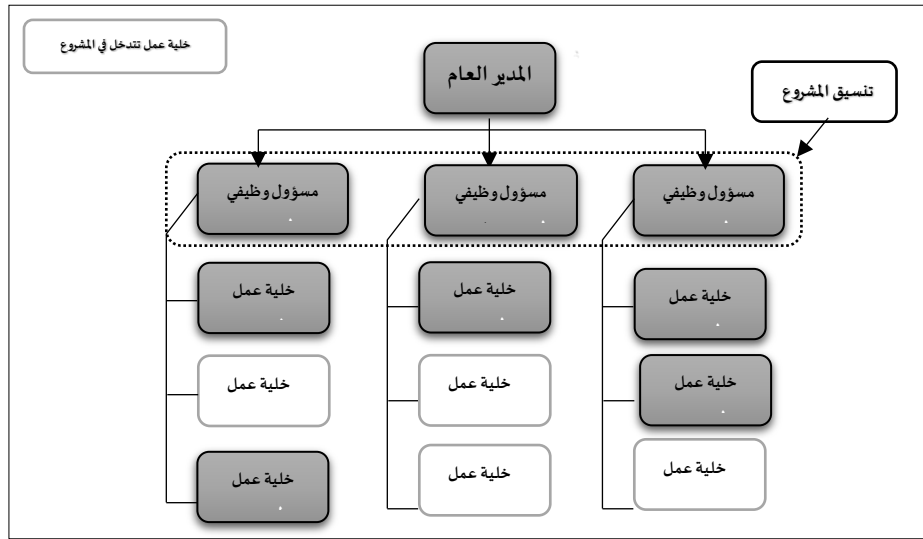 خلية عمل تتدخل في المشروع
المدير العام
تنسيق المشروع
مسؤول وظيفي
مسؤول وظيفي
مسؤول وظيفي
خلية عمل
خلية عمل
خلية عمل
خلية عمل
خلية عمل
خلية عمل
خلية عمل
خلية عمل
خلية عمل